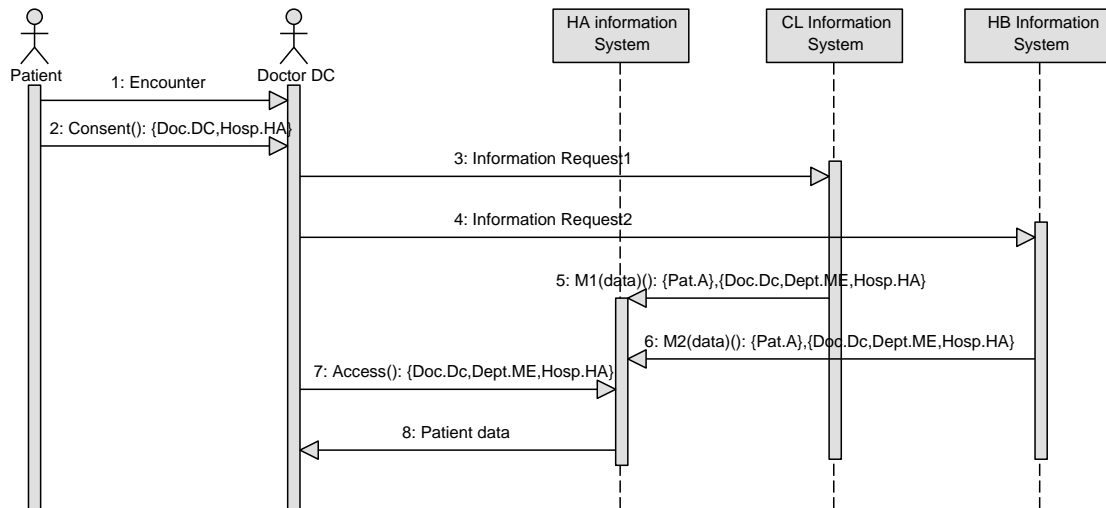 HA information
System
CL Information
System
HB Information
System
Patient
Doctor DC
1: Encounter
2: Consent(): {Doc.DC,Hosp.HA}
3: Information Request1
4: Information Request2
5: M1(data)(): {Pat.A},{Doc.Dc,Dept.ME,Hosp.HA}
6: M2(data)(): {Pat.A},{Doc.Dc,Dept.ME,Hosp.HA}
7: Access(): {Doc.Dc,Dept.ME,Hosp.HA}
8: Patient data